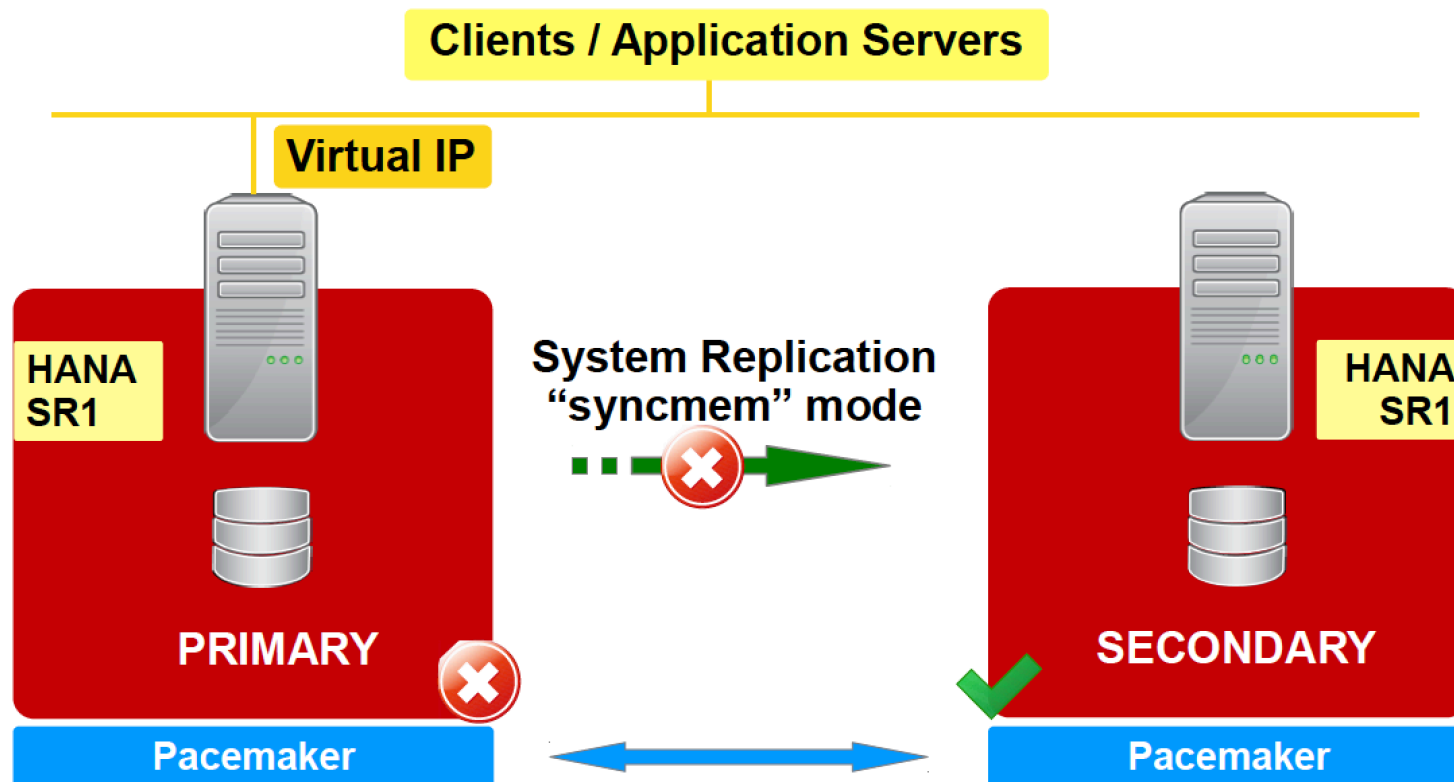 Clients / Application Servers
Virtual IP
HANA
SR1
System Replication
“syncmem” mode
HANA
SR1
PRIMARY
SECONDARY
Pacemaker
Pacemaker